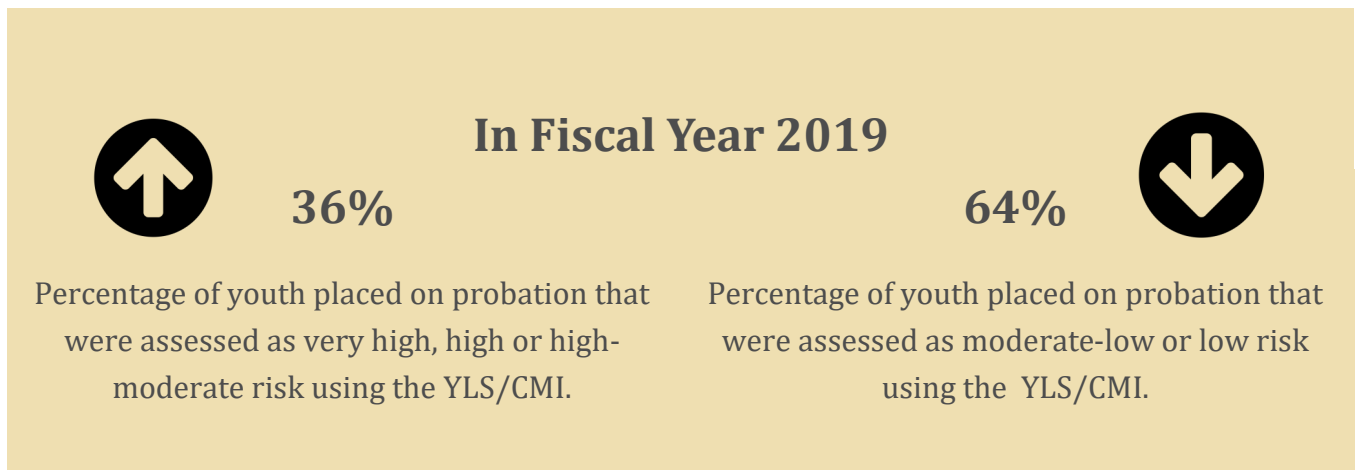 In Fiscal Year 2019
36%
Percentage of youth placed on probation that
were assessed as very high, high or high-
moderate risk using the YLS/CMI.
64%
Percentage of youth placed on probation that
were assessed as moderate-low or low risk
using the  YLS/CMI.